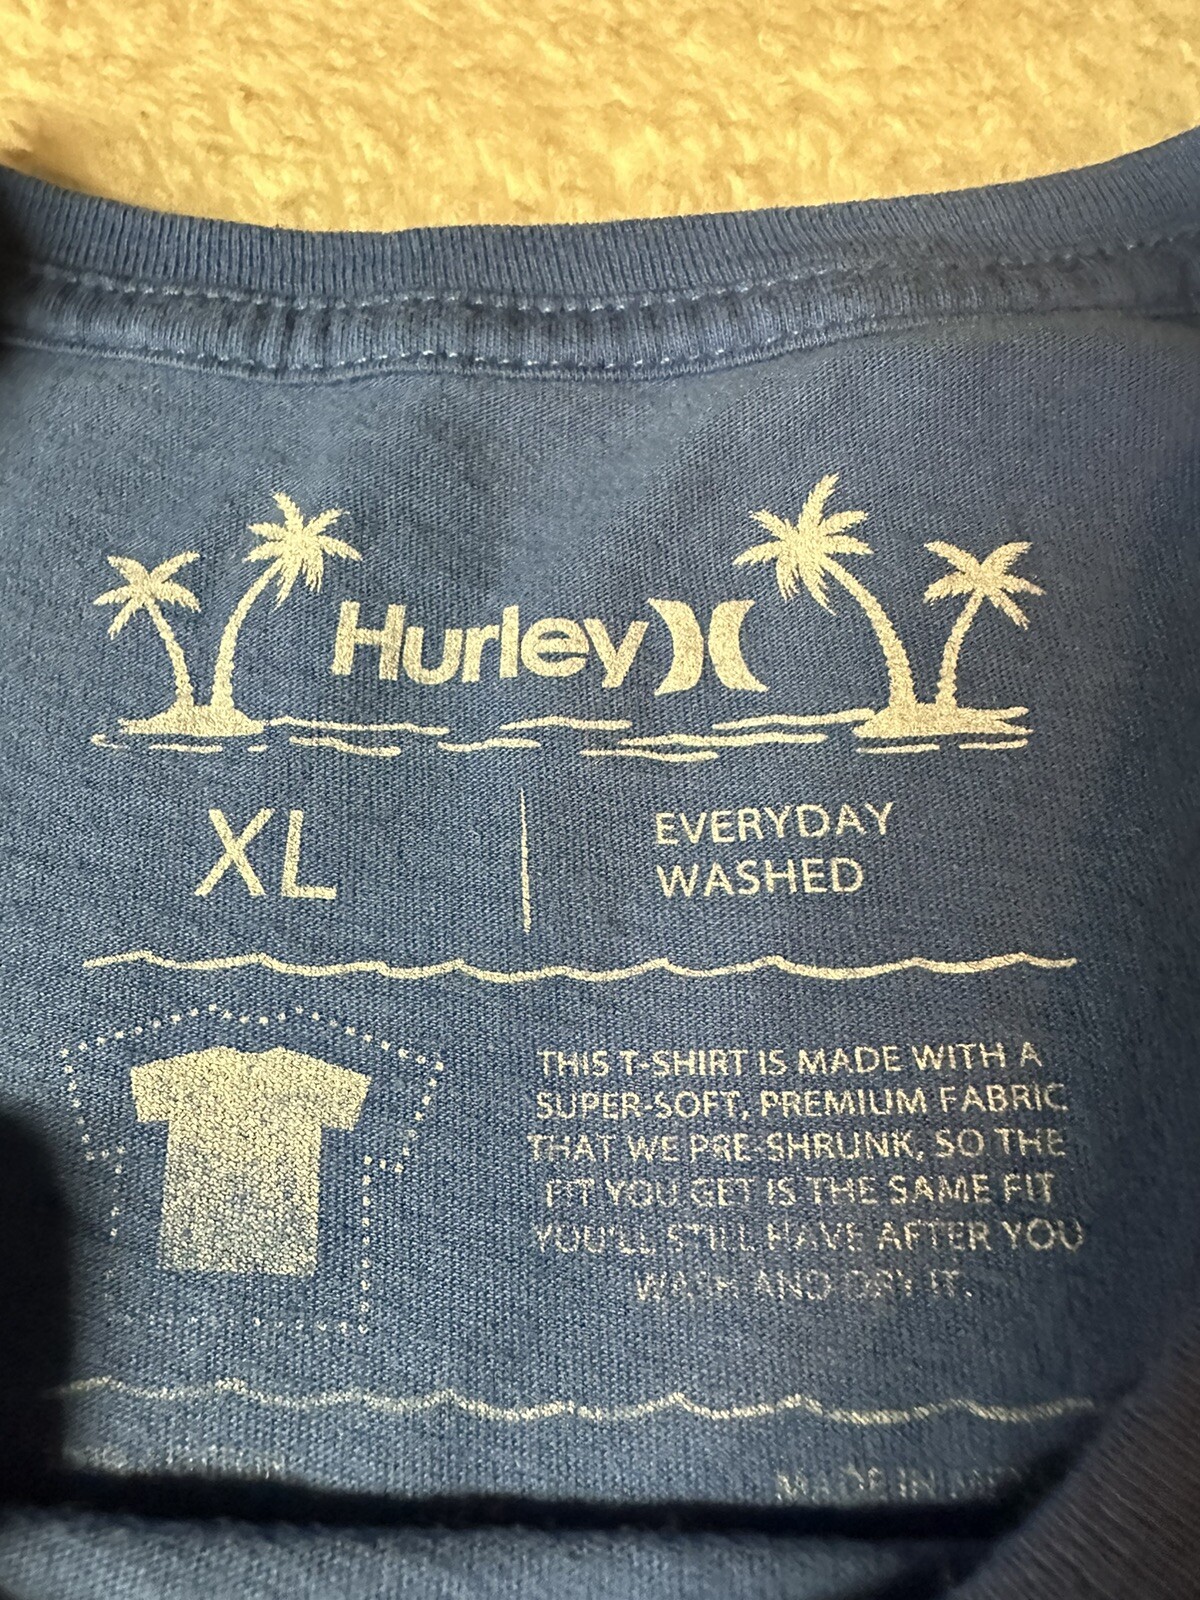 Hurley
XL
EVERYDAY
WASHED
THIS T-SHIRT IS MADE WITH A
SUPER-SOFT, PREMIUM FABRIC
THAT WE PRE-SHRUNK, SO THE
FIT YOU GET IS THE SAME FIT
YOU'LL STILL HAVE AFTER YOU
WASH AND DRY IT.
MADE IN